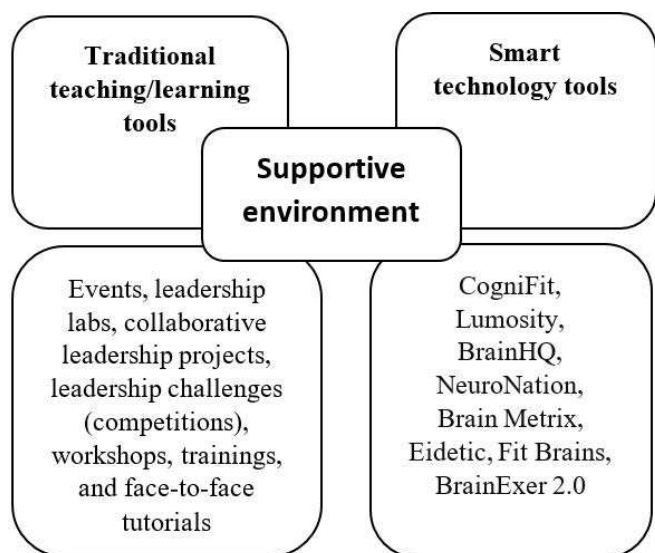 Traditional
teaching/learning
tools
Smart
technology tools
Supportive
environment
Events, leadership
labs, collaborative
leadership projects,
leadership challenges
(competitions),
workshops, trainings,
and face-to-face
tutorials
CogniFit,
Lumosity,
BrainHQ,
NeuroNation,
Brain Metrix,
Eidetic, Fit Brains,
BrainExer 2.0